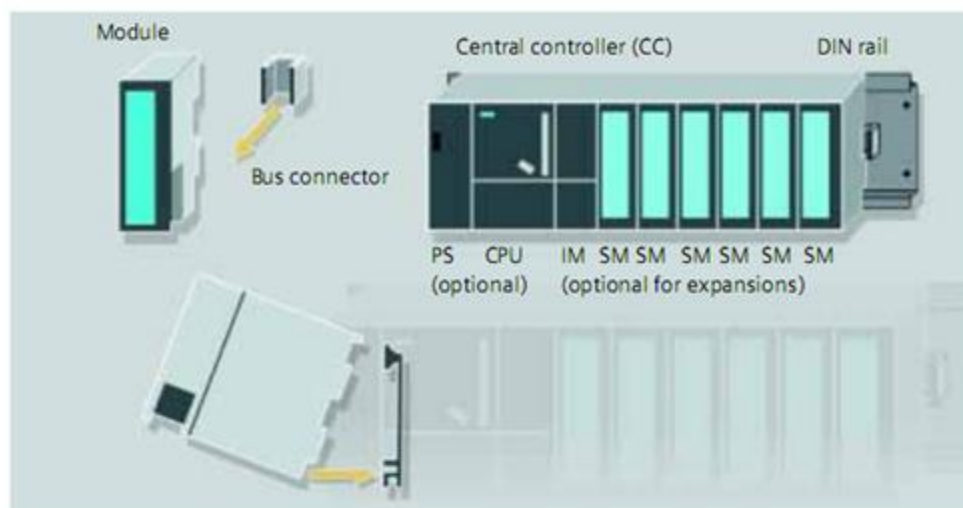 Module
Central controller (CC)
DIN rail
Bus connector
PS CPU IM SM SM SM SM SM SM
(optional) (optional for expansions)